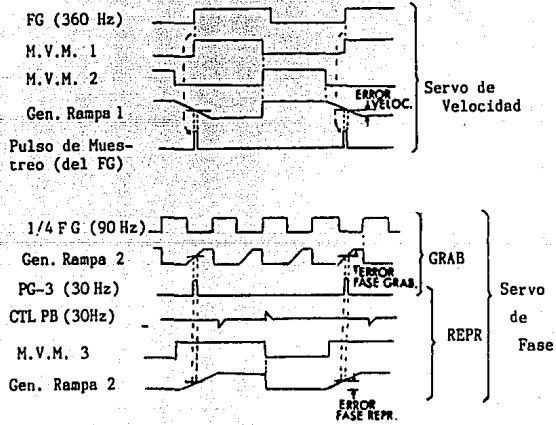 FG (360 Hz)
M.V.M. 1
M.V.M. 2
Gen. Rampa 1
Pulso de Mues-
treo (del FG)
ERROR
VELOC.
Servo de
Velocidad
1/4 F G (90 Hz)
Gen. Rampa 2
PG-3 (30 Hz)
CTL PB (30Hz)
M.V.M. 3
Gen. Rampa 2
ERROR
FASE GRAB.
ERROR
FASE REPR.
GRAB
REPR
Servo
de
Fase